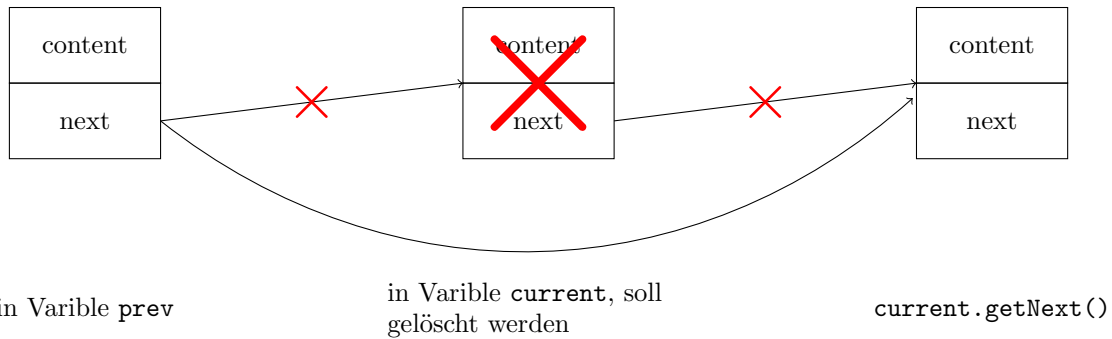 content
content
content
next
next
next
in Varible prev
in Varible current, soll
gelöscht werden
current.getNext()